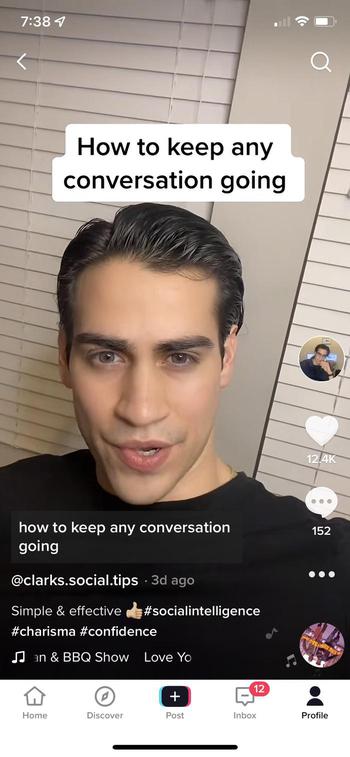 7:38
How to keep any
conversation going
12.4K
152
how to keep any conversation
going
@clarks.social.tips · 3d ago
Simple & effective 👍🏼#socialintelligence
#charisma #confidence
an & BBQ Show Love Yo
12
Home
Discover
Post
Inbox
Profile